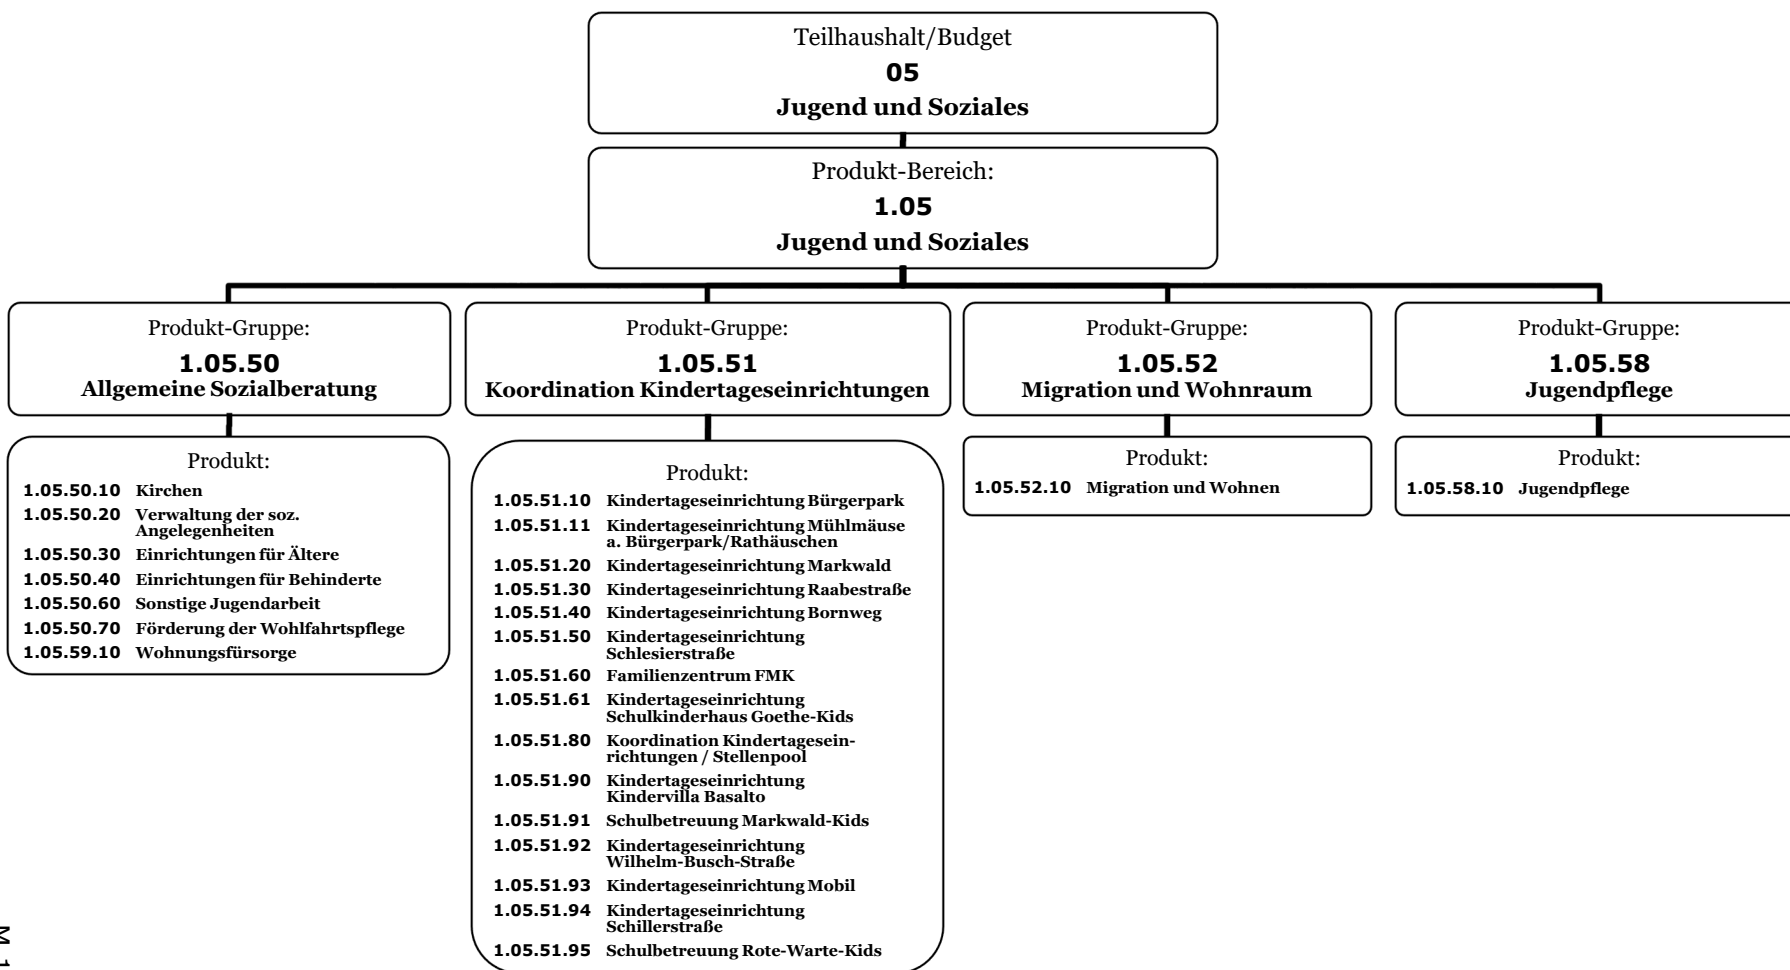 Teilhaushalt/Budget
05
Jugend und Soziales
Produkt-Bereich:
1.05
Jugend und Soziales
Produkt-Gruppe:
1.05.50
Allgemeine Sozialberatung
Produkt-Gruppe:
1.05.51
Koordination Kindertageseinrichtungen
Produkt-Gruppe:
1.05.52
Migration und Wohnraum
Produkt-Gruppe:
1.05.58
Jugendpflege
Produkt:
1.05.50.10 Kirchen
1.05.50.20 Verwaltung der soz.
Angelegenheiten
1.05.50.30 Einrichtungen für Ältere
1.05.50.40 Einrichtungen für Behinderte
1.05.50.60 Sonstige Jugendarbeit
1.05.50.70 Förderung der Wohlfahrtspflege
1.05.59.10 Wohnungsfürsorge
Produkt:
1.05.51.10 Kindertageseinrichtung Bürgerpark
1.05.51.11 Kindertageseinrichtung Mühlmäuse
a. Bürgerpark/Rathäuschen
1.05.51.20 Kindertageseinrichtung Markwald
1.05.51.30 Kindertageseinrichtung Raabestraße
1.05.51.40 Kindertageseinrichtung Bornweg
1.05.51.50 Kindertageseinrichtung
Schlesierstraße
1.05.51.60 Familienzentrum FMK
1.05.51.61 Kindertageseinrichtung
Schulkinderhaus Goethe-Kids
1.05.51.80 Koordination Kindertagesein-
richtungen / Stellenpool
1.05.51.90 Kindertageseinrichtung
Kindervilla Basalto
1.05.51.91 Schulbetreuung Markwald-Kids
1.05.51.92 Kindertageseinrichtung
Wilhelm-Busch-Straße
1.05.51.93 Kindertageseinrichtung Mobil
1.05.51.94 Kindertageseinrichtung
Schillerstraße
1.05.51.95 Schulbetreuung Rote-Warte-Kids
Produkt:
1.05.52.10 Migration und Wohnen
Produkt:
1.05.58.10 Jugendpflege